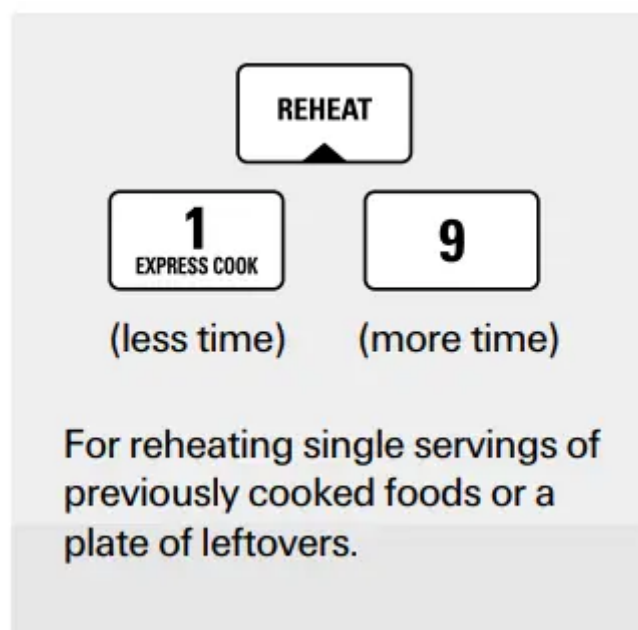 REHEAT
1 9
EXPRESS COOK
(less time) (more time)
For reheating single servings of
previously cooked foods or a
plate of leftovers.